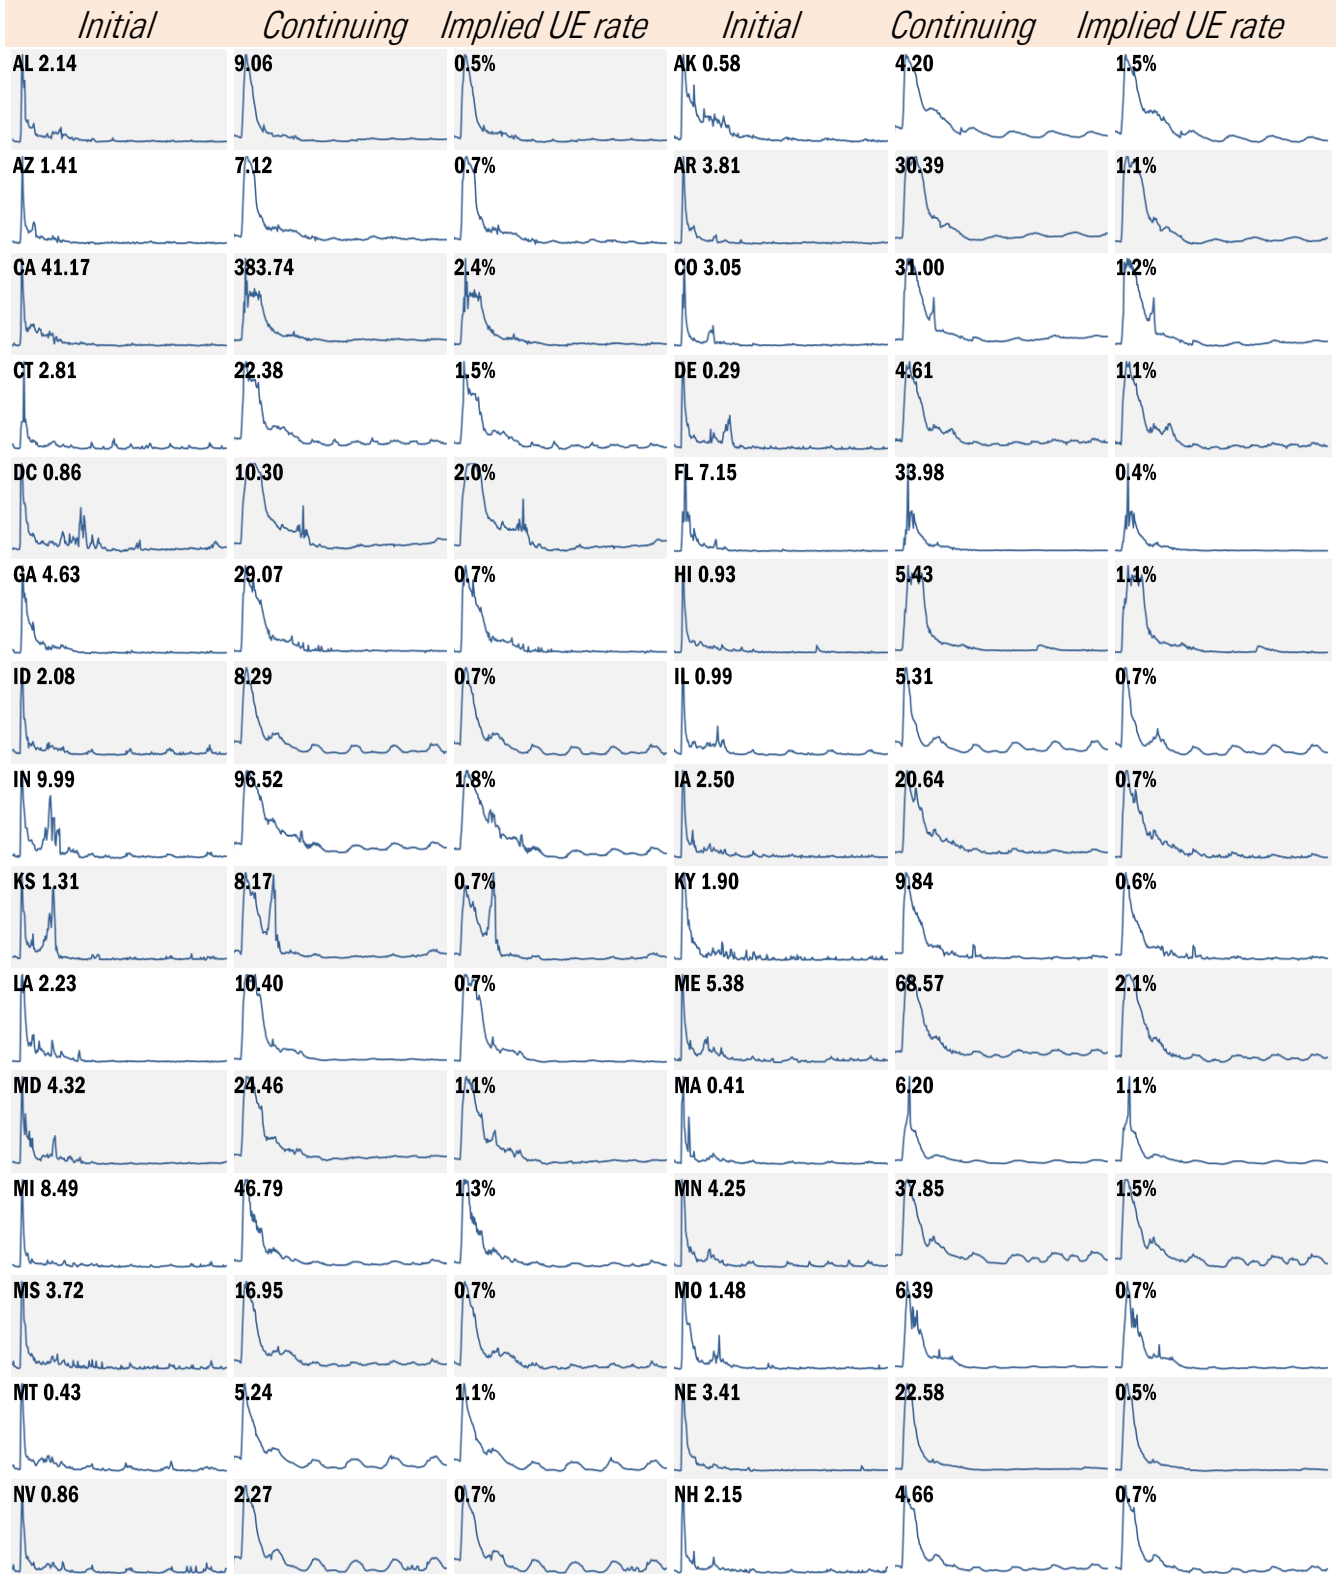 Initial Continuing Implied UE rate Initial Continuing Implied UE rate
AL 2.14 9.06 0.5% AK 0.58 4.20 1.5%
AZ 1.41 7.12 0.7% AR 3.81 30.39 1.1%
CA 41.17 383.74 2.4% CO 3.05 31.00 1.2%
CT 2.81 22.38 1.5% DE 0.29 4.61 1.1%
DC 0.86 10.30 2.0% FL 7.15 33.98 0.4%
GA 4.63 29.07 0.7% HI 0.93 5.43 1.1%
ID 2.08 8.29 0.7% IL 0.99 5.31 0.7%
IN 9.99 96.52 1.8% IA 2.50 20.64 0.7%
KS 1.31 8.17 0.7% KY 1.90 9.84 0.6%
LA 2.23 10.40 0.7% ME 5.38 68.57 2.1%
MD 4.32 24.46 1.1% MA 0.41 6.20 1.1%
MI 8.49 46.79 1.3% MN 4.25 37.85 1.5%
MS 3.72 16.95 0.7% MO 1.48 6.39 0.7%
MT 0.43 5.24 1.1% NE 3.41 22.58 0.5%
NV 0.86 2.27 0.7% NH 2.15 4.66 0.7%